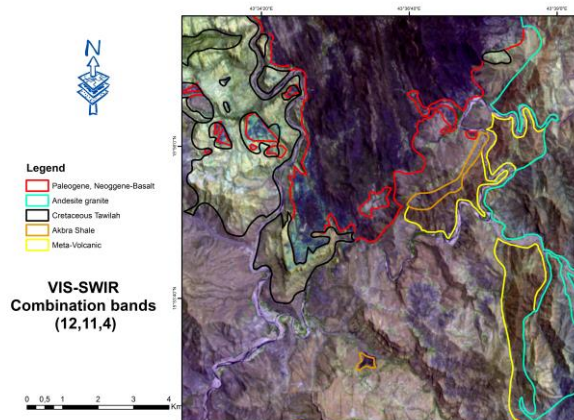 N
Legend
Paleogene, Neoggene-Basalt
Andesite granite
Cretaceous Tawilah
Akbra Shale
Meta-Volcanic
VIS-SWIR
Combination bands
(12,11,4)
0 0,5 1 2 3 4
Km